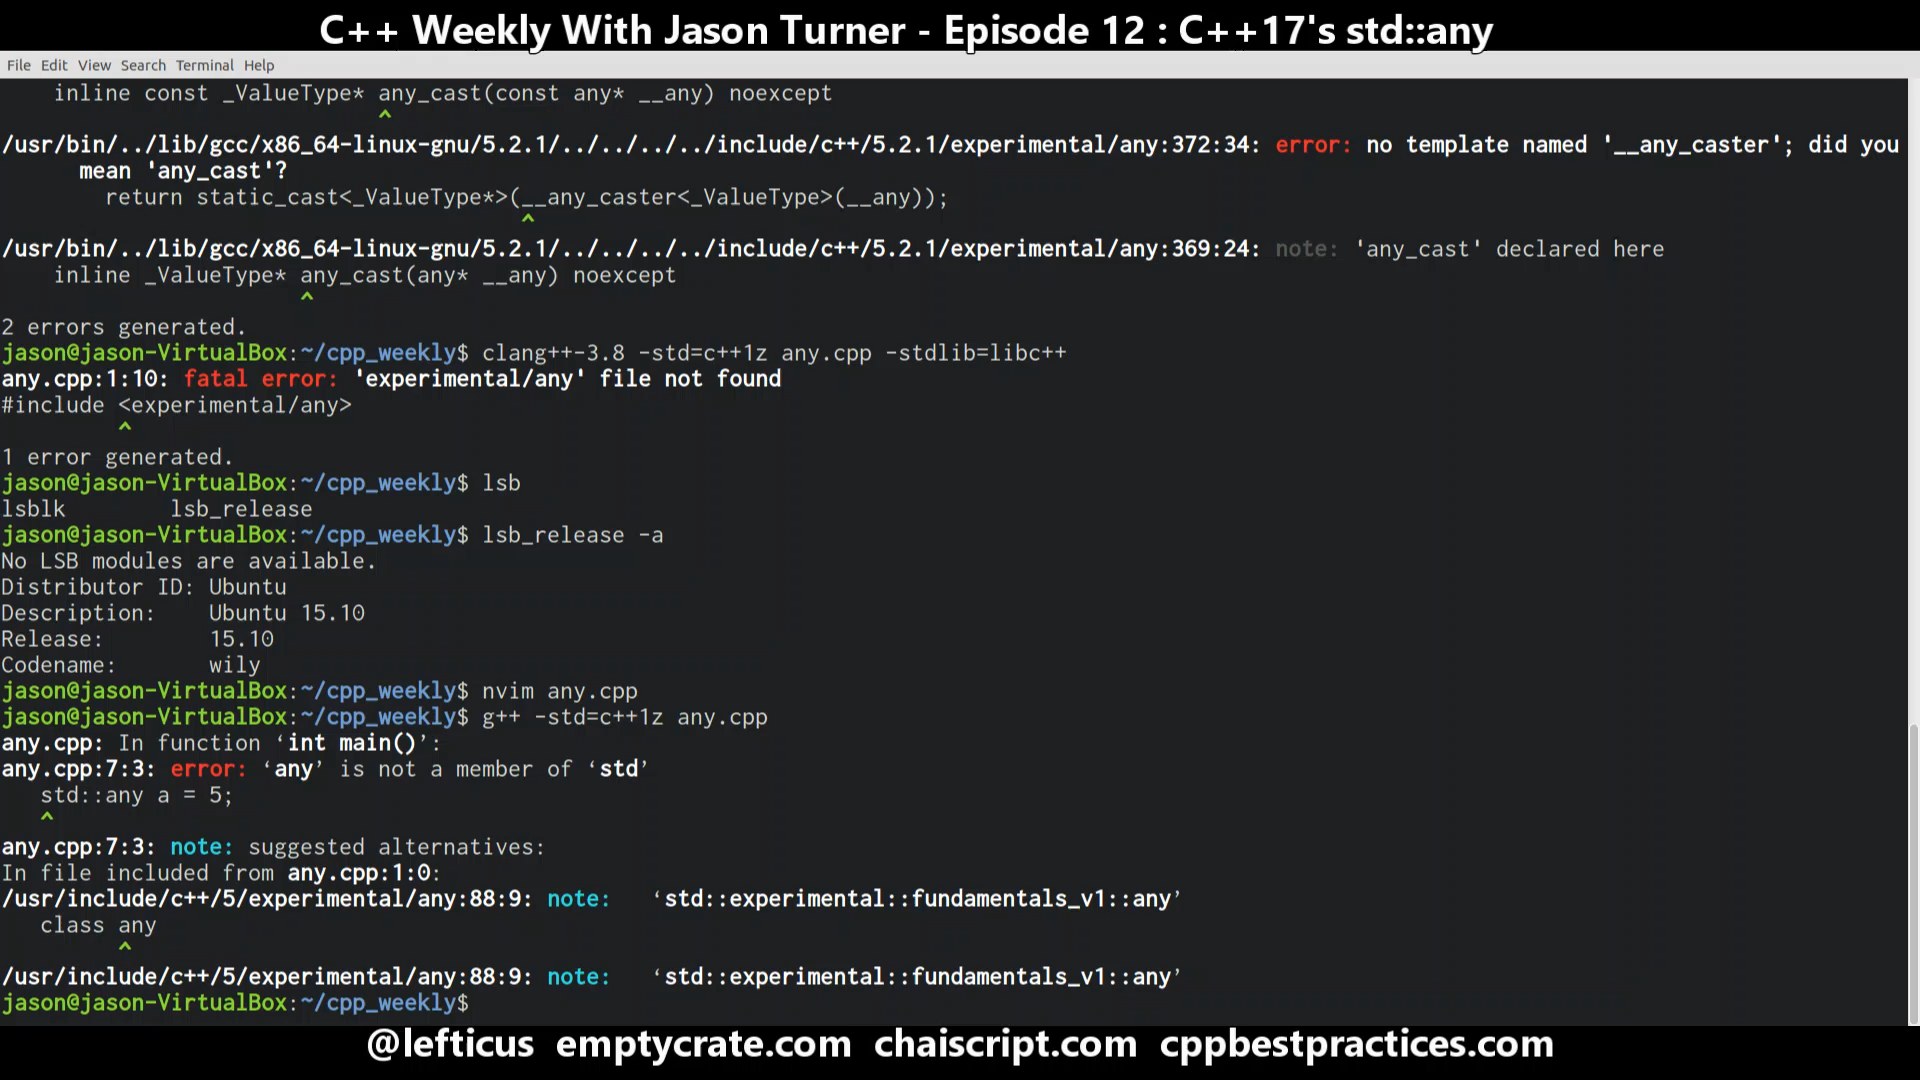 C++ Weekly With Jason Turner - Episode 12 : C++17's std::any
File Edit View Search Terminal Help
    inline const _ValueType* any_cast(const any* __any) noexcept
                             ^
/usr/bin/../lib/gcc/x86_64-linux-gnu/5.2.1/../../../../include/c++/5.2.1/experimental/any:372:34: error: no template named '__any_caster'; did you
      mean 'any_cast'?
        return static_cast<_ValueType*>(__any_caster<_ValueType>(__any));
                                        ^
/usr/bin/../lib/gcc/x86_64-linux-gnu/5.2.1/../../../../include/c++/5.2.1/experimental/any:369:24: note: 'any_cast' declared here
    inline _ValueType* any_cast(any* __any) noexcept
                       ^
2 errors generated.
jason@jason-VirtualBox:~/cpp_weekly$ clang++-3.8 -std=c++1z any.cpp -stdlib=libc++
any.cpp:1:10: fatal error: 'experimental/any' file not found
#include <experimental/any>
         ^
1 error generated.
jason@jason-VirtualBox:~/cpp_weekly$ lsb
lsblk        lsb_release
jason@jason-VirtualBox:~/cpp_weekly$ lsb_release -a
No LSB modules are available.
Distributor ID: Ubuntu
Description:    Ubuntu 15.10
Release:        15.10
Codename:       wily
jason@jason-VirtualBox:~/cpp_weekly$ nvim any.cpp
jason@jason-VirtualBox:~/cpp_weekly$ g++ -std=c++1z any.cpp
any.cpp: In function ‘int main()’:
any.cpp:7:3: error: ‘any’ is not a member of ‘std’
   std::any a = 5;
   ^
any.cpp:7:3: note: suggested alternatives:
In file included from any.cpp:1:0:
/usr/include/c++/5/experimental/any:88:9: note:   ‘std::experimental::fundamentals_v1::any’
   class any
         ^
/usr/include/c++/5/experimental/any:88:9: note:   ‘std::experimental::fundamentals_v1::any’
jason@jason-VirtualBox:~/cpp_weekly$
@lefticus emptycrate.com chaiscript.com cppbestpractices.com